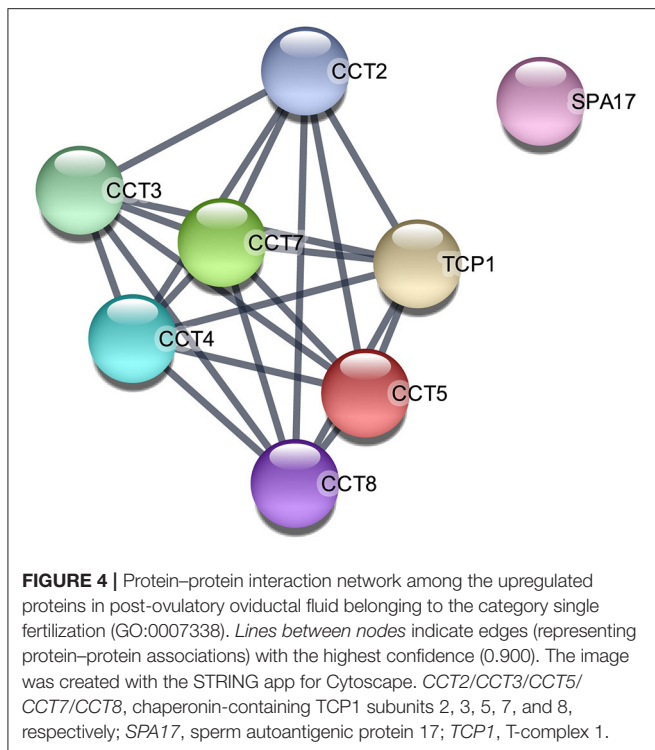 CCT2
SPA17
CCT3
CCT7
TCP1
CCT4
CCT5
CCT8
FIGURE 4 | Protein–protein interaction network among the upregulated
proteins in post-ovulatory oviductal fluid belonging to the category single
fertilization (GO:0007338). Lines between nodes indicate edges (representing
protein–protein associations) with the highest confidence (0.900). The image
was created with the STRING app for Cytoscape. CCT2/CCT3/CCT5/
CCT7/CCT8, chaperonin-containing TCP1 subunits 2, 3, 5, 7, and 8,
respectively; SPA17, sperm autoantigenic protein 17; TCP1, T-complex 1.